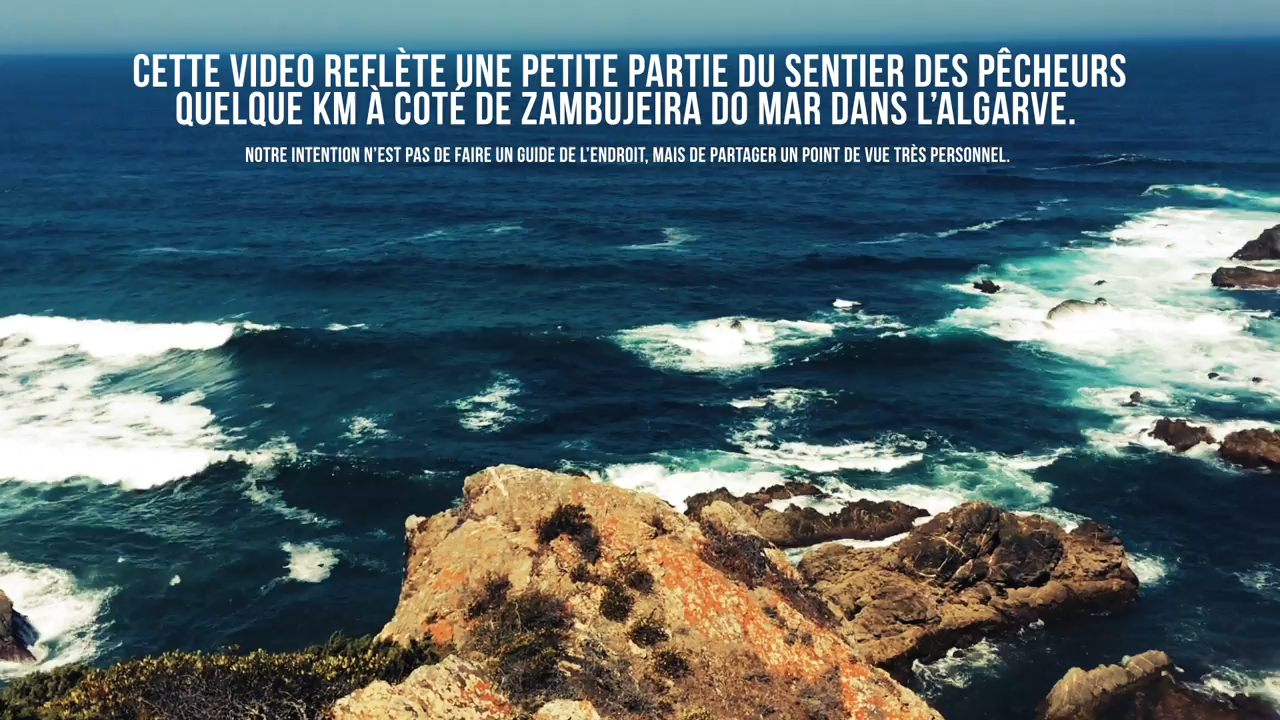 CETTE VIDEO REFLÈTE UNE PETITE PARTIE DU SENTIER DES PÊCHEURS
QUELQUE KM À COTÉ DE ZAMBUJEIRA DO MAR DANS L'ALGARVE.
NOTRE INTENTION N'EST PAS DE FAIRE UN GUIDE DE L'ENDROIT, MAIS DE PARTAGER UN POINT DE VUE TRÈS PERSONNEL.